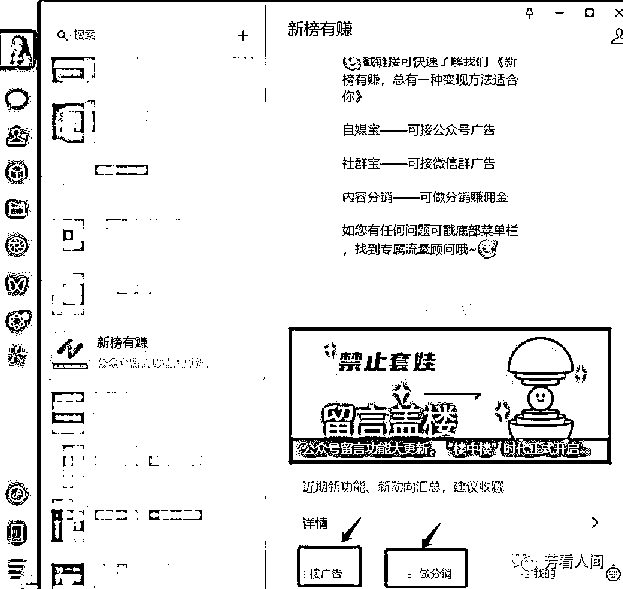 搜索
新榜有赚
戳链接可快速了解我们《新
榜有赚，总有一种变现方法适合
你》
自媒宝——可接公众号广告
社群宝——可接微信群广告
内容分销——可做分销赚佣金
如您有任何问题可戳底部菜单栏
，找到专属流量顾问哦~
新榜有赚
禁止套娃
留言盖楼
公众号留言功能大更新，“楼中楼”时代正式开启。
近期新功能、新动向汇总，建议收藏
详情
接广告
做分销
我的
芳看人间